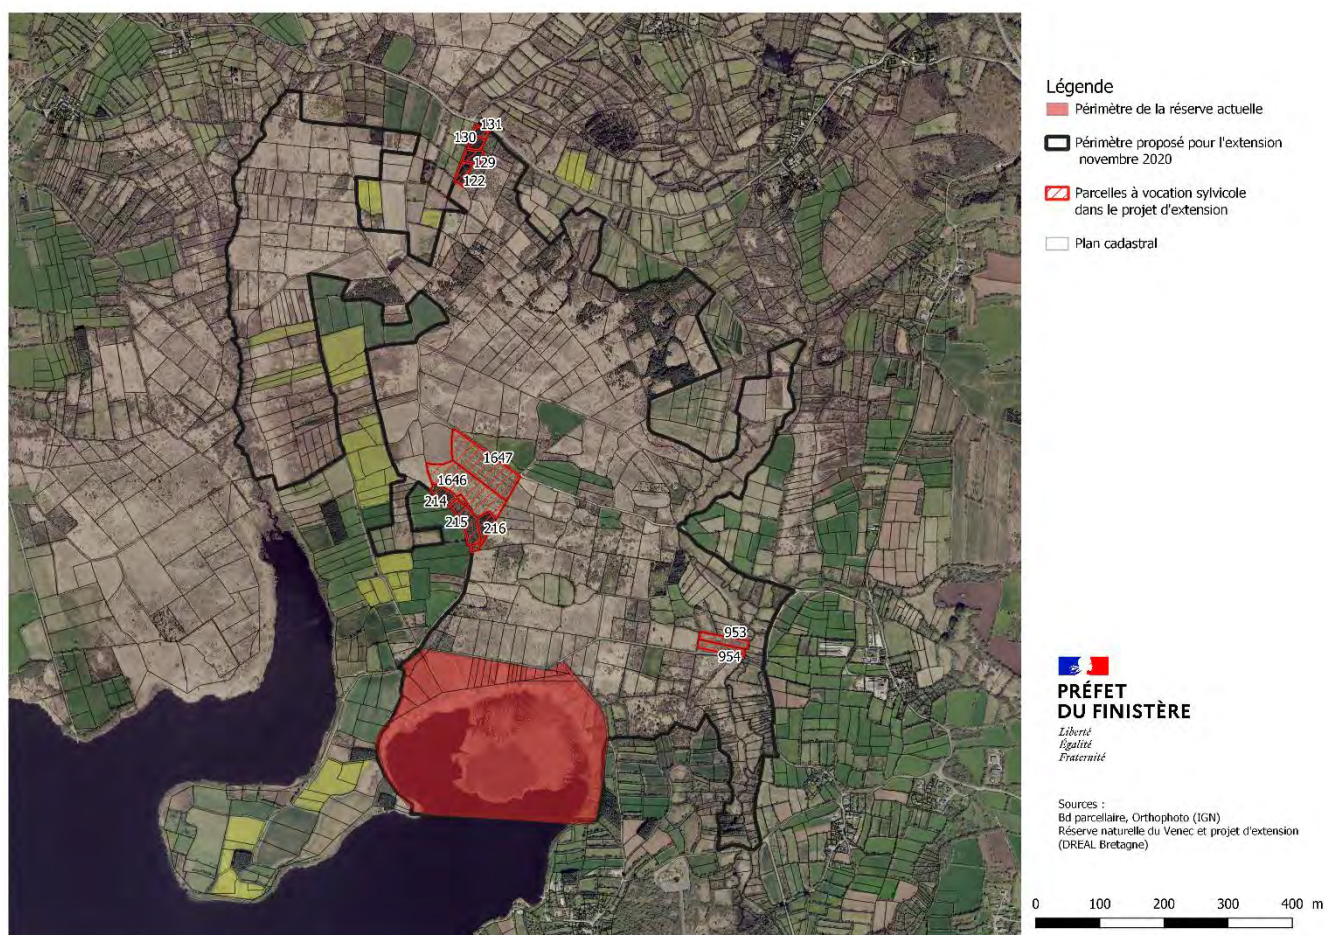 131
130
129
122
1647
1646
214
215
216
953
954
Légende
Périmètre de la réserve actuelle
Périmètre proposé pour l'extension
novembre 2020
Parcelles à vocation sylvicole
dans le projet d'extension
Plan cadastral
PRÉFET
DU FINISTÈRE
Liberté
Égalité
Fraternité
Sources :
Bd parcellaire, Orthophoto (IGN)
Réserve naturelle du Venec et projet d'extension
(DREAL Bretagne)
0 100 200 300 400 m